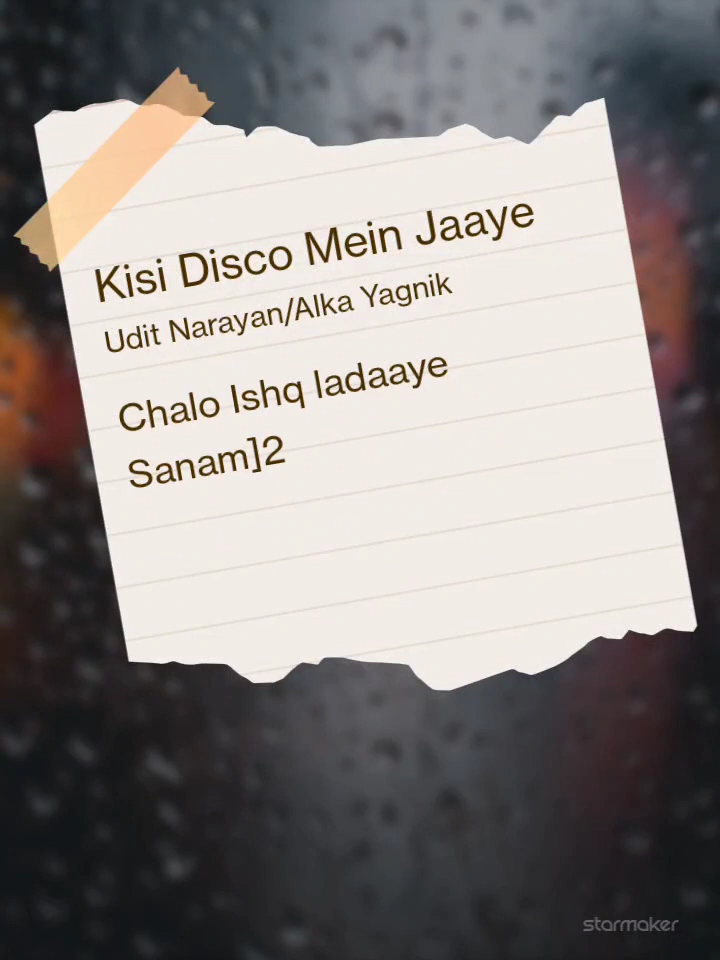 Kisi Disco Mein Jaaye
Udit Narayan/Alka Yagnik
Chalo Ishq ladaaye
Sanam]2
starmaker